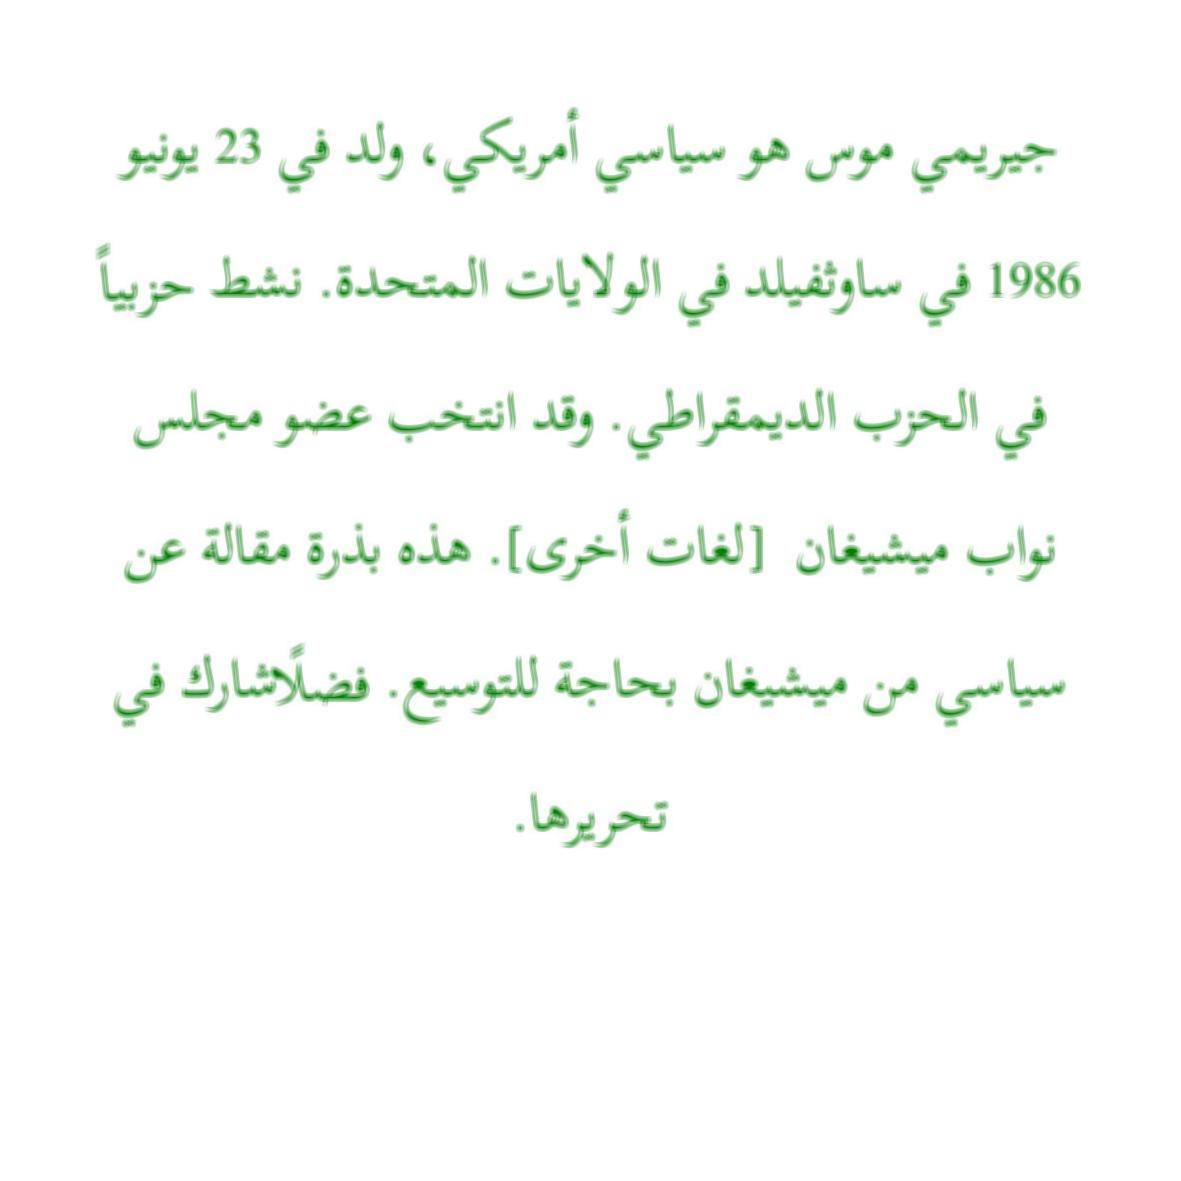 جيريمي موس هو سياسي أمريكي، ولد في 23 يونيو
1986 في ساوثفيلد في الولايات المتحدة. نشط حزبياً
في الحزب الديمقراطي. وقد انتخب عضو مجلس
نواب ميشيغان  [لغات أخرى]. هذه بذرة مقالة عن
سياسي من ميشيغان بحاجة للتوسيع. فضلًاشارك في
تحريرها.